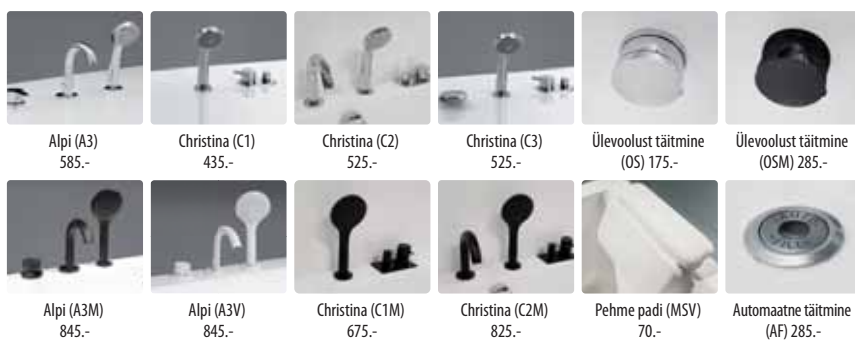 Alpi (A3)
585.-
Christina (C1)
435.-
Christina (C2)
525.-
Christina (C3)
525.-
Ülevoolust täitmine
(OS) 175.-
Ülevoolust täitmine
(OSM) 285.-
Alpi (A3M)
845.-
Alpi (A3V)
845.-
Christina (C1M)
675.-
Christina (C2M)
825.-
Pehme padi (MSV)
70.-
Automaatne täitmine
(AF) 285.-